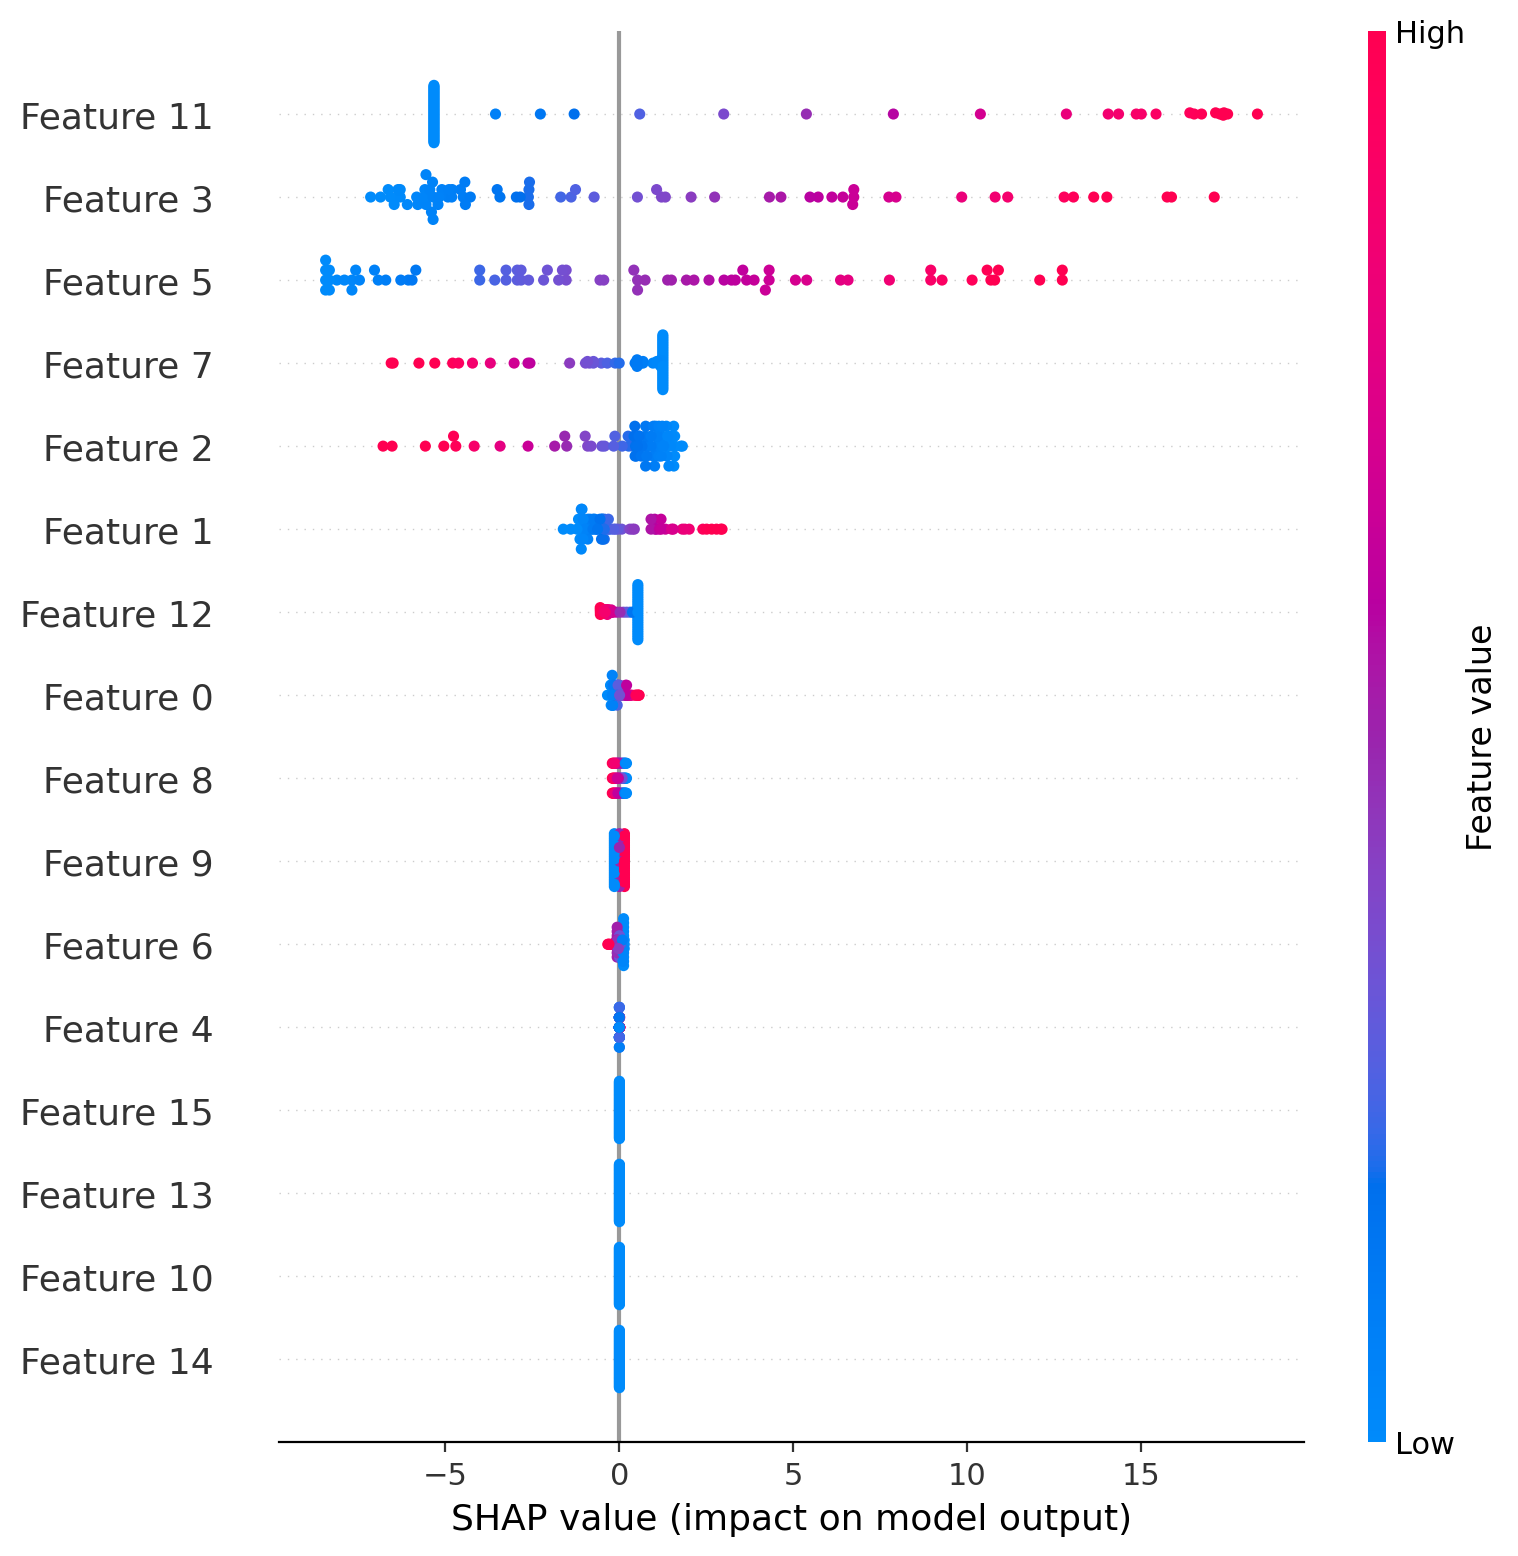 High
Feature 11
Feature 3
Feature 5
Feature 7
Feature 2
Feature 1
Feature 12
Feature 0
Feature 8
Feature 9
Feature 6
Feature 4
Feature 15
Feature 13
Feature 10
Feature 14
Feature value
Low
−5 0 5 10 15
SHAP value (impact on model output)